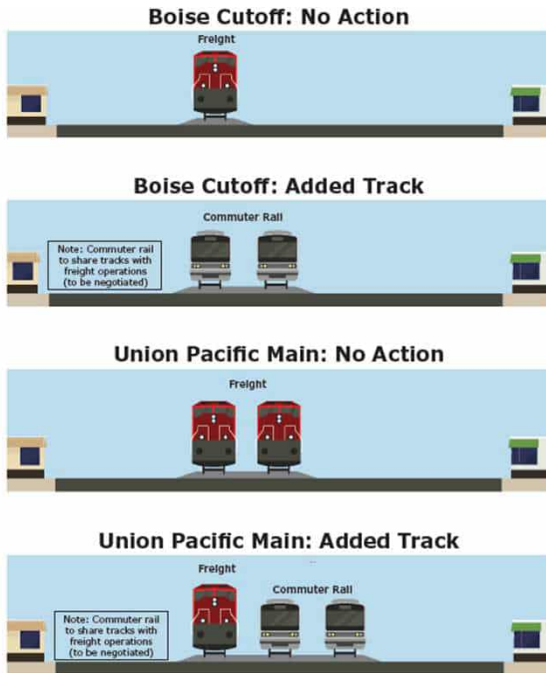 Boise Cutoff: No Action
Freight
Boise Cutoff: Added Track
Commuter Rail
Note: Commuter rail
to share tracks with
freight operations
(to be negotiated)
Union Pacific Main: No Action
Freight
Union Pacific Main: Added Track
Freight
Commuter Rail
Note: Commuter rail
to share tracks with
freight operations
(to be negotiated)